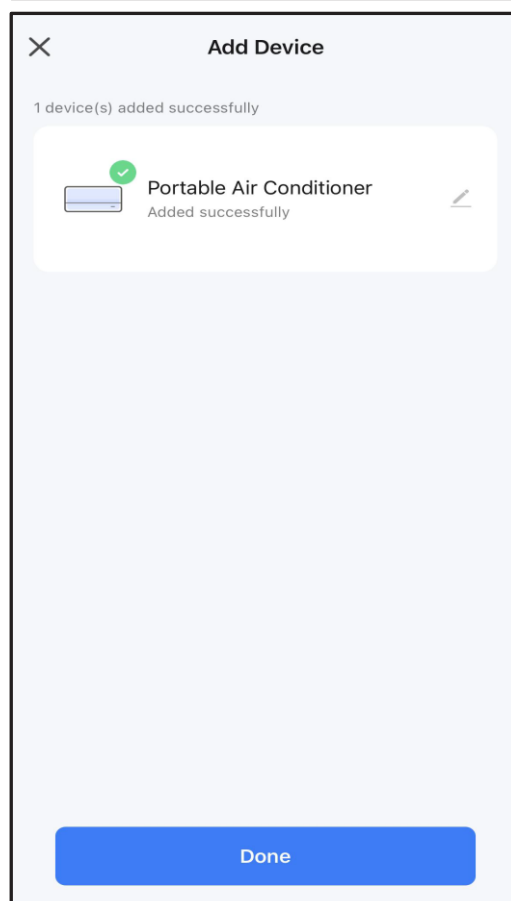 Add Device
1 device(s) added successfully
Portable Air Conditioner
Added successfully
Done